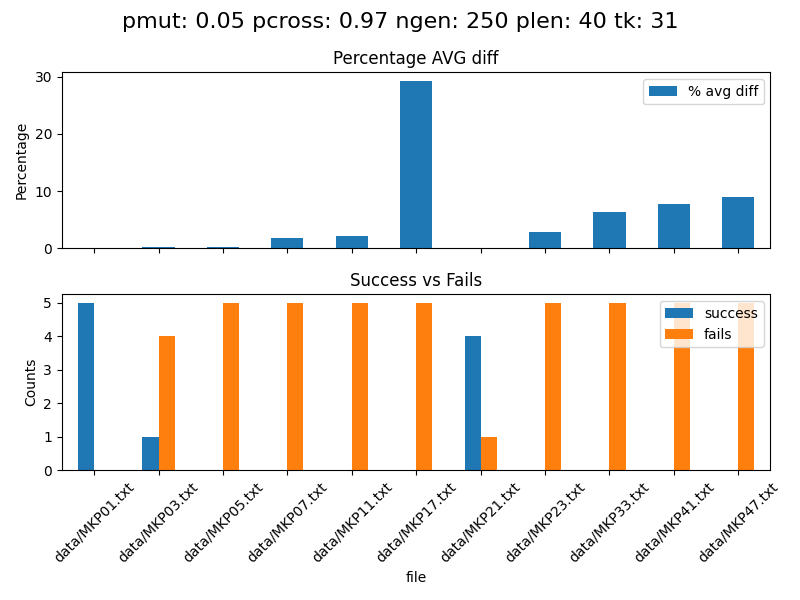 pmut: 0.05 pcross: 0.97 ngen: 250 plen: 40 tk: 31
Percentage AVG diff
% avg diff
Percentage
30
20
10
0
Success vs Fails
success
fails
Counts
5
4
3
2
1
0
data/MKP01.txt
data/MKP03.txt
data/MKP05.txt
data/MKP07.txt
data/MKP11.txt
data/MKP17.txt
data/MKP21.txt
data/MKP23.txt
data/MKP33.txt
data/MKP41.txt
data/MKP47.txt
file